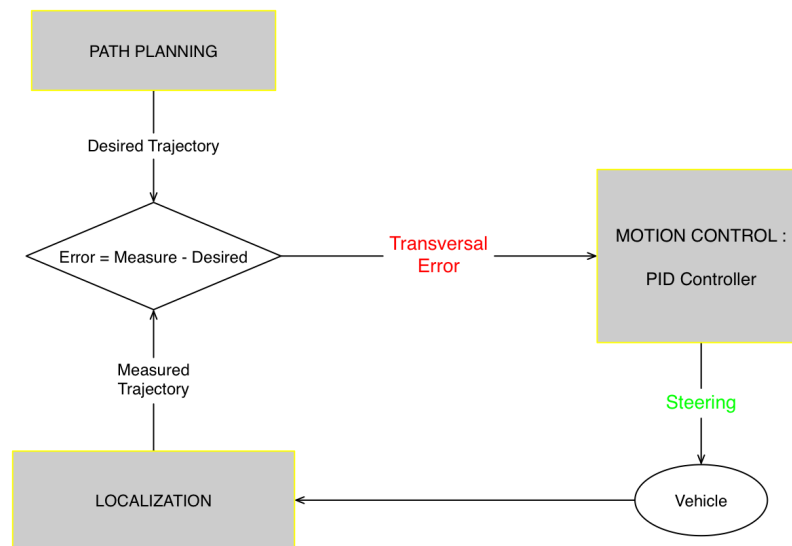 PATH PLANNING
Desired Trajectory
Error = Measure - Desired
Transversal
Error
MOTION CONTROL :
PID Controller
Measured
Trajectory
Steering
LOCALIZATION
Vehicle